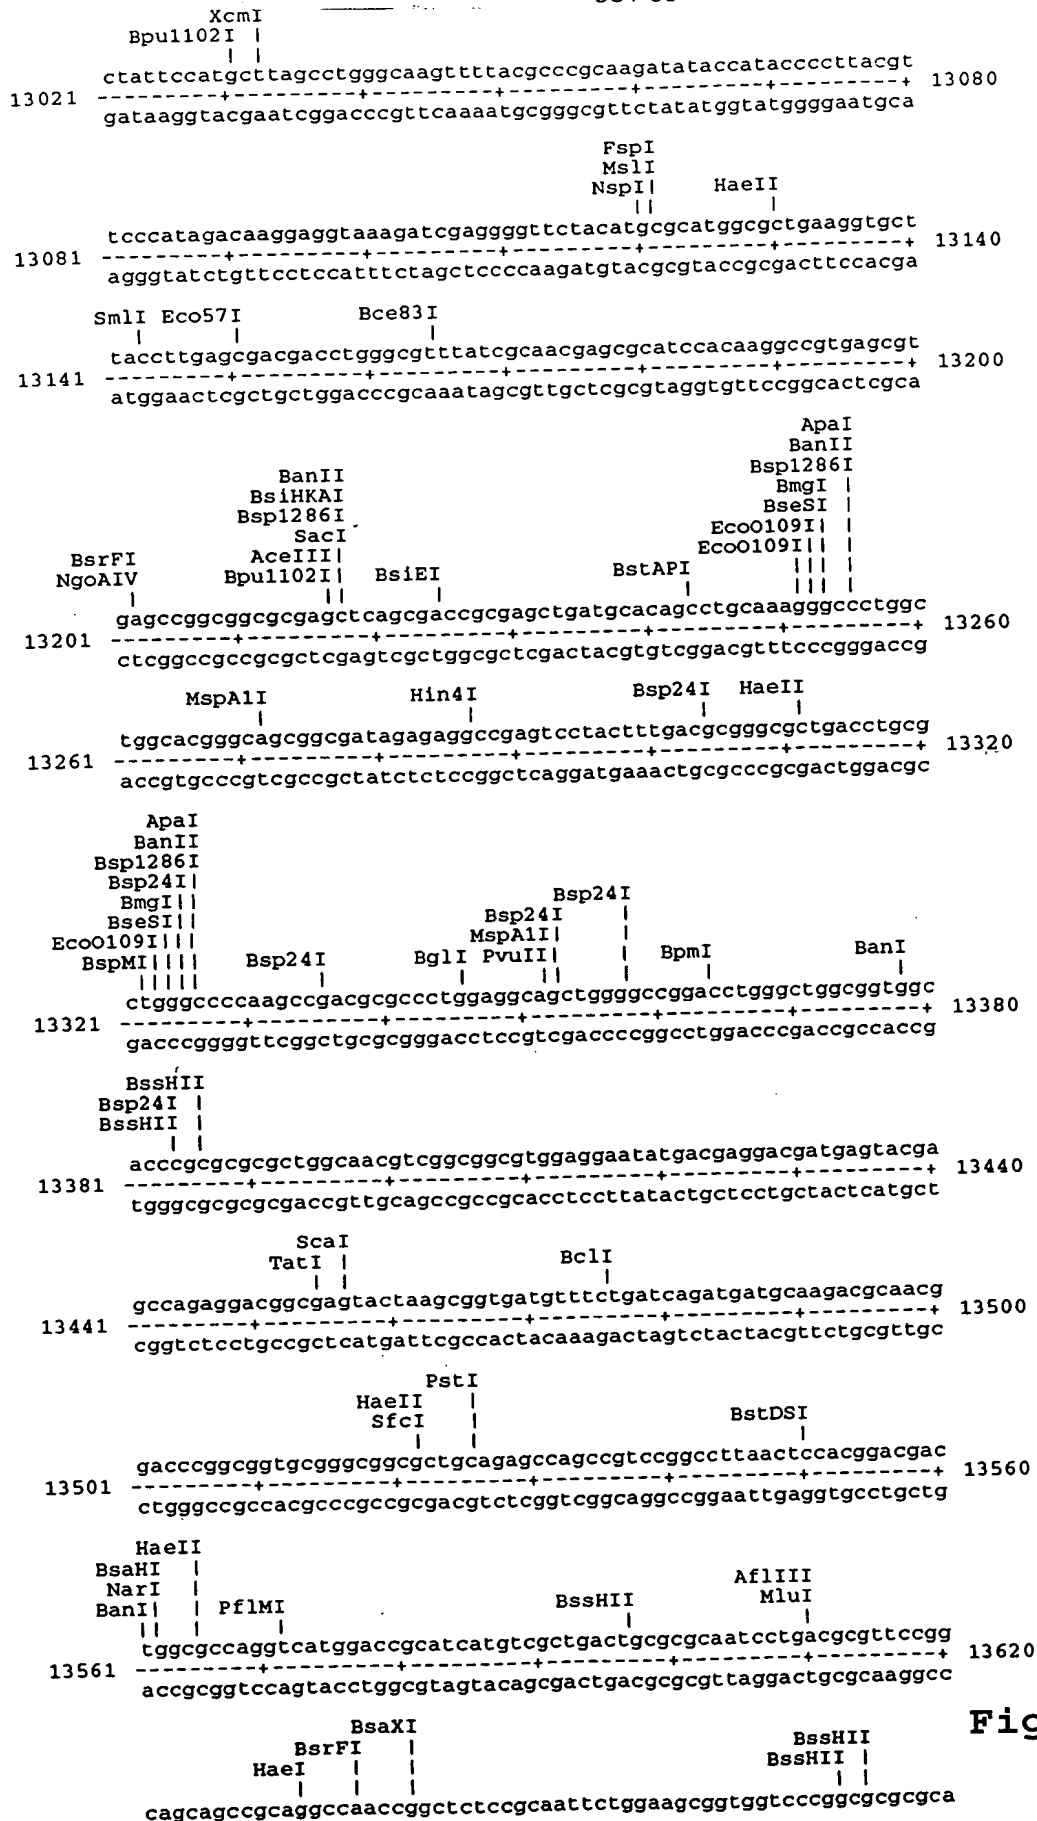 XcmI
Bpu1102I |
| |
ctattccatgcttagcctgggcaagttttacgcccgcaagatataccataccccttacgt
13021 ---------+---------+---------+---------+---------+---------+ 13080
gataaggtacgaatcggacccgttcaaaatgcgggcgttctatatggtatggggaatgca
FspI
MslI
NspI| HaeII
|| |
tcccatagacaaggaggtaaagatcgaggggttctacatgcgcatggcgctgaaggtgct
13081 ---------+---------+---------+---------+---------+---------+ 13140
agggtatctgttcctccatttctagctccccaagatgtacgcgtaccgcgacttccacga
SmlI Eco57I Bce83I
| | |
taccttgagcgacgacctgggcgtttatcgcaacgagcgcatccacaaggccgtgagcgt
13141 ---------+---------+---------+---------+---------+---------+ 13200
atggaactcgctgctggacccgcaaatagcgttgctcgcgtaggtgttccggcactcgca
ApaI
BanII BanII
BsiHKAI Bsp1286I
Bsp1286I BmgI |
SacI BseSI |
BsrFI AceIII| EcoO109I| |
NgoAIV Bpu1102I| BsiEI BstAPI EcoO109I|| |
| || | | ||| |
gagccggcggcgcgagctcagcgaccgcgagctgatgcacagcctgcaaagggccctggc
13201 ---------+---------+---------+---------+---------+---------+ 13260
ctcggccgccgcgctcgagtcgctggcgctcgactacgtgtcggacgtttcccgggaccg
MspA1I Hin4I Bsp24I HaeII
| | | |
tggcacgggcagcggcgatagagaggccgagtcctactttgacgcgggcgctgacctgcg
13261 ---------+---------+---------+---------+---------+---------+ 13320
accgtgcccgtcgccgctatctctccggctcaggatgaaactgcgcccgcgactggacgc
ApaI
BanII
Bsp1286I
Bsp24I|
BmgI||
BseSI|| Bsp24I Bsp24I
EcoO109I||| MspA1I| |
BspMI|||| Bsp24I BglI PvuII| | BpmI BanI
||||| | | || | | |
ctgggccccaagccgacgcgccctggaggcagctggggccggacctgggctggcggtggc
13321 ---------+---------+---------+---------+---------+---------+ 13380
gacccggggttcggctgcgcgggacctccgtcgaccccggcctggacccgaccgccaccg
BssHII
Bsp24I |
BssHII |
| |
acccgcgcgcgctggcaacgtcggcggcgtggaggaatatgacgaggacgatgagtacga
13381 ---------+---------+---------+---------+---------+---------+ 13440
tgggcgcgcgcgaccgttgcagccgccgcacctccttatactgctcctgctactcatgct
ScaI
TatI | BclI
| | |
gccagaggacggcgagtactaagcggtgatgtttctgatcagatgatgcaagacgcaacg
13441 ---------+---------+---------+---------+---------+---------+ 13500
cggtctcctgccgctcatgattcgccactacaaagactagtctactacgttctgcgttgc
PstI
HaeII |
SfcI | BstDSI
| | |
gacccggcggtgcgggcggcgctgcagagccagccgtccggccttaactccacggacgac
13501 ---------+---------+---------+---------+---------+---------+ 13560
ctgggccgccacgcccgccgcgacgtctcggtcggcaggccggaattgaggtgcctgctg
HaeII
BsaHI |
NarI | AflIII
BanI| | PflMI BssHII MluI
|| | | | |
tggcgccaggtcatggaccgcatcatgtcgctgactgcgcgcaatcctgacgcgttccgg
13561 ---------+---------+---------+---------+---------+---------+ 13620
accgcggtccagtacctggcgtagtacagcgactgacgcgcgttaggactgcgcaaggcc
Fig
BsaXI
BsrFI | BssHII
HaeI | | BssHII |
| | | | |
cagcagccgcaggccaaccggctctccgcaattctggaagcggtggtcccggcgcgcgca